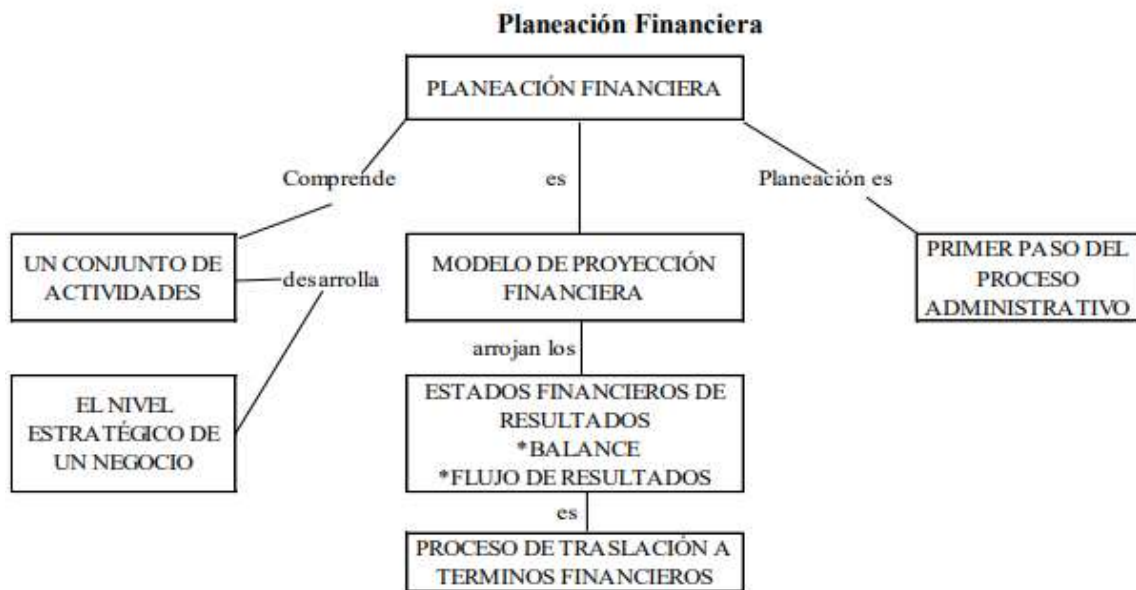 Planeación Financiera
PLANEACIÓN FINANCIERA
Comprende
es
Planeación es
UN CONJUNTO DE
ACTIVIDADES
desarrolla
MODELO DE PROYECCIÓN
FINANCIERA
PRIMER PASO DEL
PROCESO
ADMINISTRATIVO
arrojan los
EL NIVEL
ESTRATÉGICO DE
UN NEGOCIO
ESTADOS FINANCIEROS DE
RESULTADOS
*BALANCE
*FLUJO DE RESULTADOS
es
PROCESO DE TRASLACIÓN A
TERMINOS FINANCIEROS